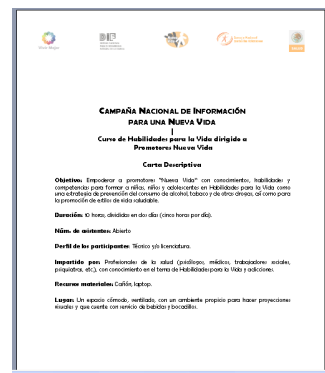 Vivir Mejor
DIF
CAMPAÑA NACIONAL DE INFORMACIÓN
PARA UNA NUEVA VIDA
Curso de Habilidades para la Vida dirigido a
Promotores Nueva Vida
Carta Descriptiva
Objetivo: Empoderar a promotores "Nueva Vida" con conocimientos, habilidades y
competencias para formar a niñas, niños y adolescentes en Habilidades para la Vida como
una estrategia de prevención del consumo de alcohol, tabaco y de otras drogas, así como para
la promoción de estilos de vida saludable.
Duración: 10 horas, divididas en dos días (cinco horas por día).
Núm. de asistentes: Abierto
Perfil de los participantes: Técnico y/o licenciatura.
Impartido por: Profesionales de la salud (psicólogos, médicos, trabajadores sociales,
psiquiatras, etc.), con conocimiento en el tema de Habilidades para la Vida y adicciones.
Recursos materiales: Cañón, laptop.
Lugar: Un espacio cómodo, ventilado, con un ambiente propicio para hacer proyecciones
visuales y que cuente con servicio de bebidas y bocadillos.